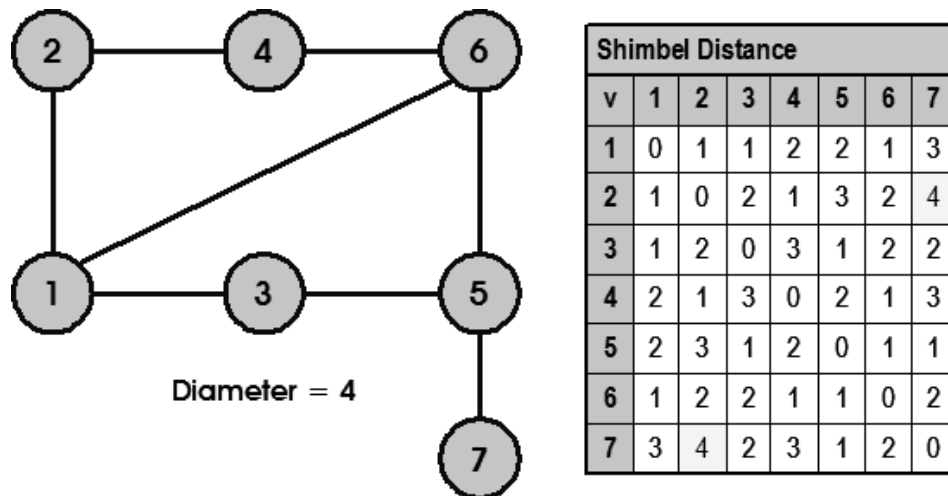 2 4 6
1 3 5
Diameter = 4
7
Shimbel Distance
v 1 2 3 4 5 6 7
1 0 1 1 2 2 1 3
2 1 0 2 1 3 2 4
3 1 2 0 3 1 2 2
4 2 1 3 0 2 1 3
5 2 3 1 2 0 1 1
6 1 2 2 1 1 0 2
7 3 4 2 3 1 2 0